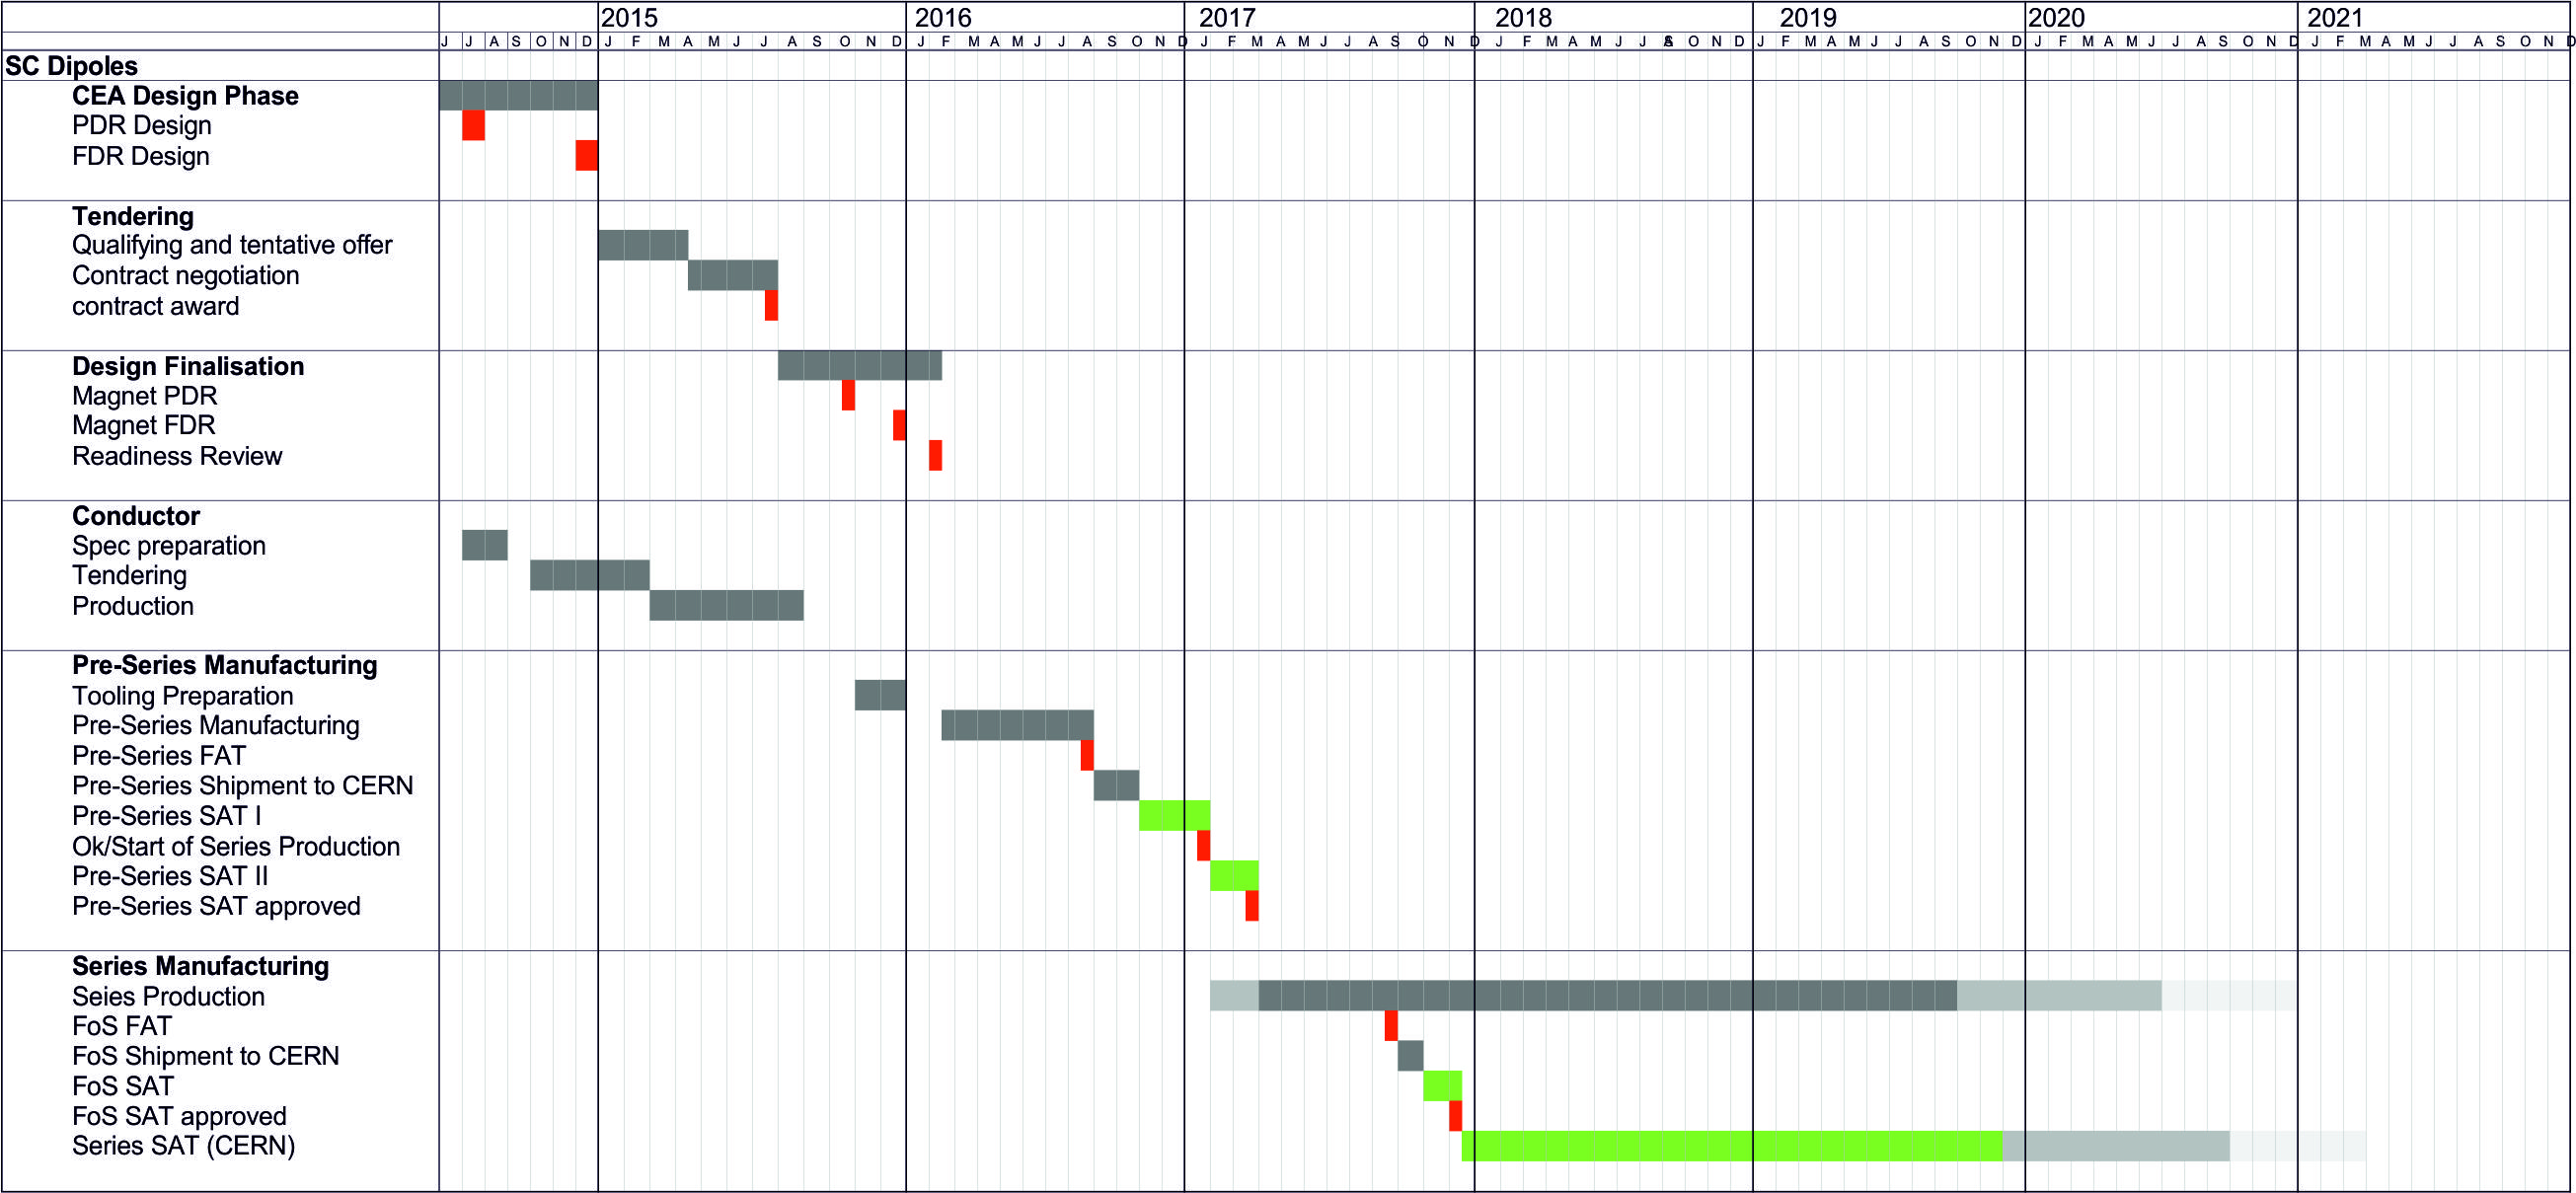 2015 2016 2017 2018 2019 2020 2021
J J A S O N D J F M A M J J A S O N D J F M A M J J A S O N D J F M A M J J A S O N D J F M A M J J A S O N D J F M A M J J A S O N D J F M A M J J A S O N D J F M A M J J A S O N D
SC Dipoles
CEA Design Phase
PDR Design
FDR Design
Tendering
Qualifying and tentative offer
Contract negotiation
contract award
Design Finalisation
Magnet PDR
Magnet FDR
Readiness Review
Conductor
Spec preparation
Tendering
Production
Pre-Series Manufacturing
Tooling Preparation
Pre-Series Manufacturing
Pre-Series FAT
Pre-Series Shipment to CERN
Pre-Series SAT I
Ok/Start of Series Production
Pre-Series SAT II
Pre-Series SAT approved
Series Manufacturing
Seies Production
FoS FAT
FoS Shipment to CERN
FoS SAT
FoS SAT approved
Series SAT (CERN)